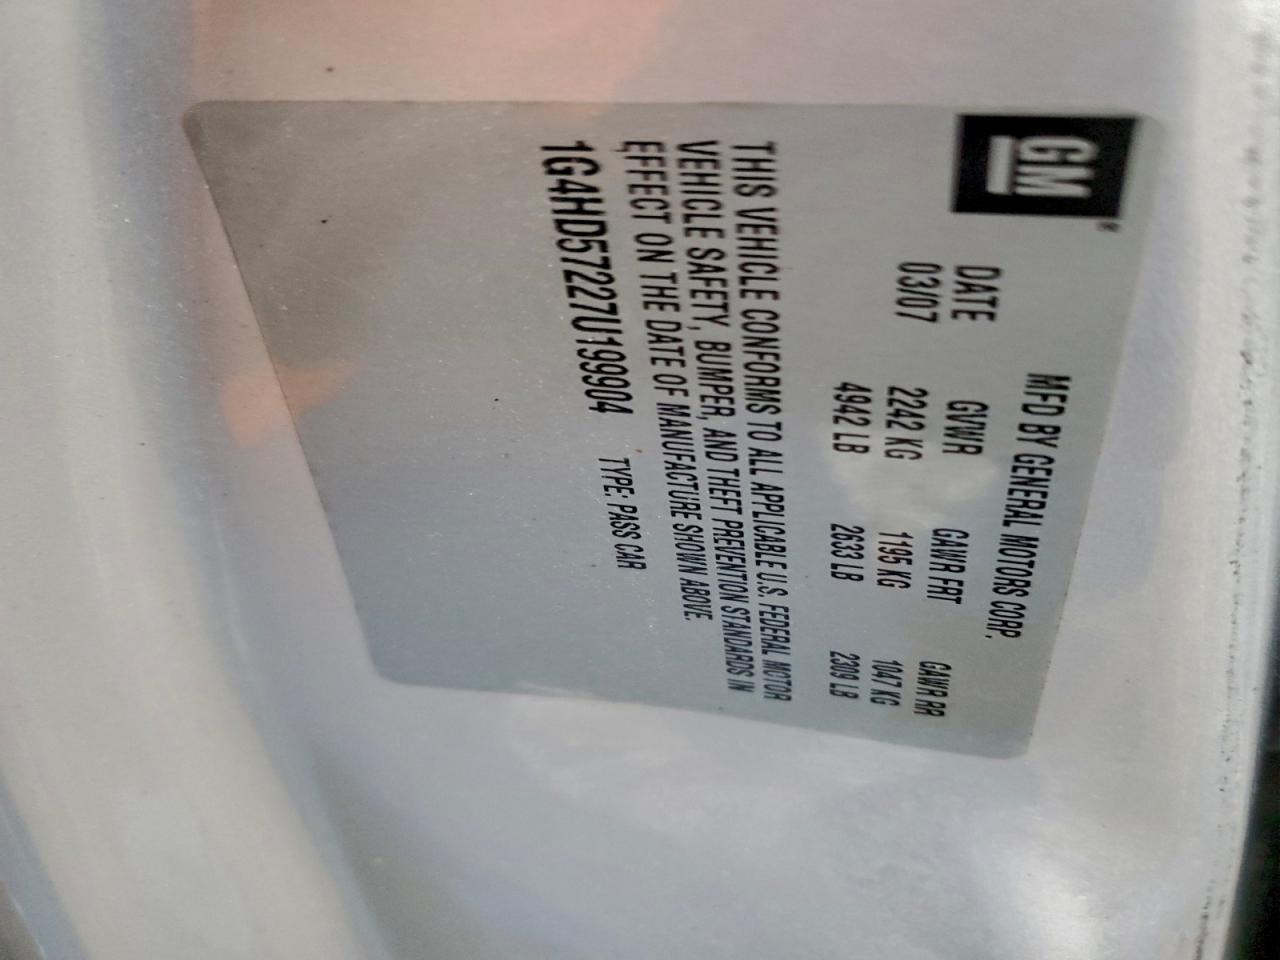 GM®
MFD BY GENERAL MOTORS CORP.
DATE GVWR GAWR FRT GAWR RR
03/07 2242 KG 1195 KG 1047 KG
4942 LB 2633 LB 2309 LB
THIS VEHICLE CONFORMS TO ALL APPLICABLE U.S. FEDERAL MOTOR
VEHICLE SAFETY, BUMPER, AND THEFT PREVENTION STANDARDS IN
EFFECT ON THE DATE OF MANUFACTURE SHOWN ABOVE.
1G4HD57227U199904 TYPE: PASS CAR